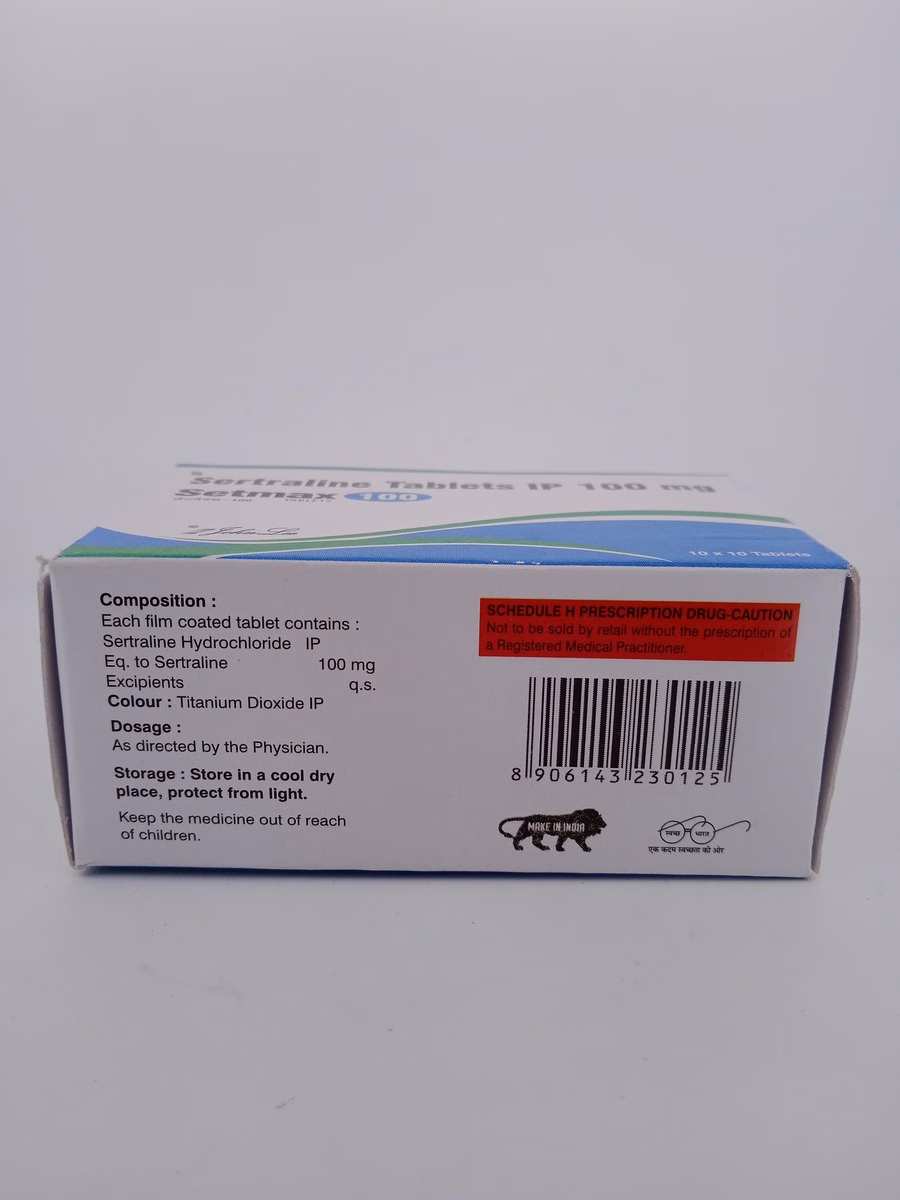 Sertraline Tablets IP 100 mg
Setmax 100
TABLETS
John Lee
10 x 10 Tablets
Composition :
Each film coated tablet contains :
Sertraline Hydrochloride IP
Eq. to Sertraline 100 mg
Excipients q.s.
Colour : Titanium Dioxide IP
Dosage :
As directed by the Physician.
Storage : Store in a cool dry
place, protect from light.
Keep the medicine out of reach
of children.
SCHEDULE H PRESCRIPTION DRUG-CAUTION
Not to be sold by retail without the prescription of
a Registered Medical Practitioner.
8 906143 230125
MAKE IN INDIA
स्वच्छ भारत
एक कदम स्वच्छता की ओर